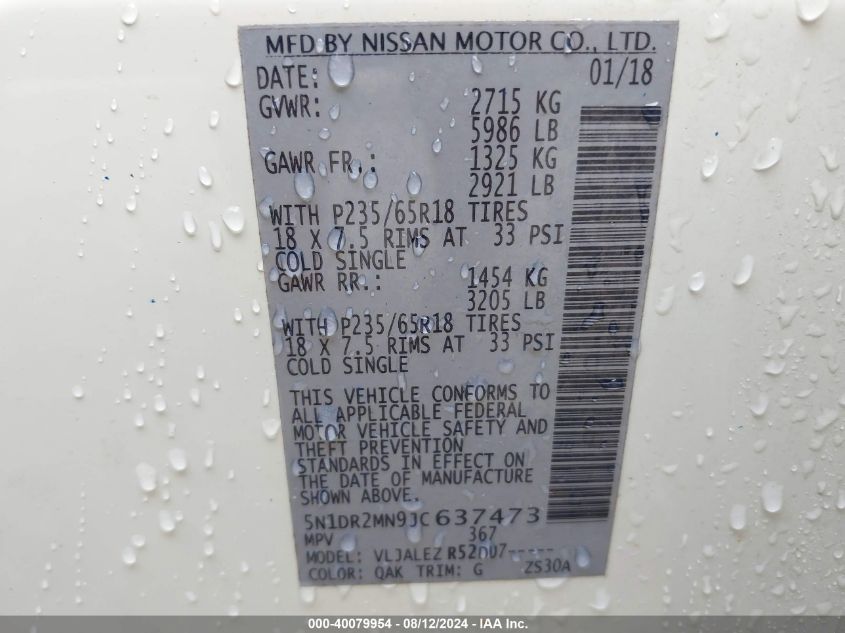 MFD BY NISSAN MOTOR CO., LTD.
DATE: 01/18
GVWR: 2715 KG
5986 LB
GAWR FR.: 1325 KG
2921 LB
WITH P235/65R18 TIRES
18 X 7.5 RIMS AT 33 PSI
COLD SINGLE
GAWR RR.: 1454 KG
3205 LB
WITH P235/65R18 TIRES
18 X 7.5 RIMS AT 33 PSI
COLD SINGLE
THIS VEHICLE CONFORMS TO
ALL APPLICABLE FEDERAL
MOTOR VEHICLE SAFETY AND
THEFT PREVENTION
STANDARDS IN EFFECT ON
THE DATE OF MANUFACTURE
SHOWN ABOVE.
5N1DR2MN9JC637473
MPV 367
MODEL: VLJALEZ R52DU7-----
COLOR: QAK TRIM: G ZS30A
000-40079954 - 08/12/2024 - IAA Inc.